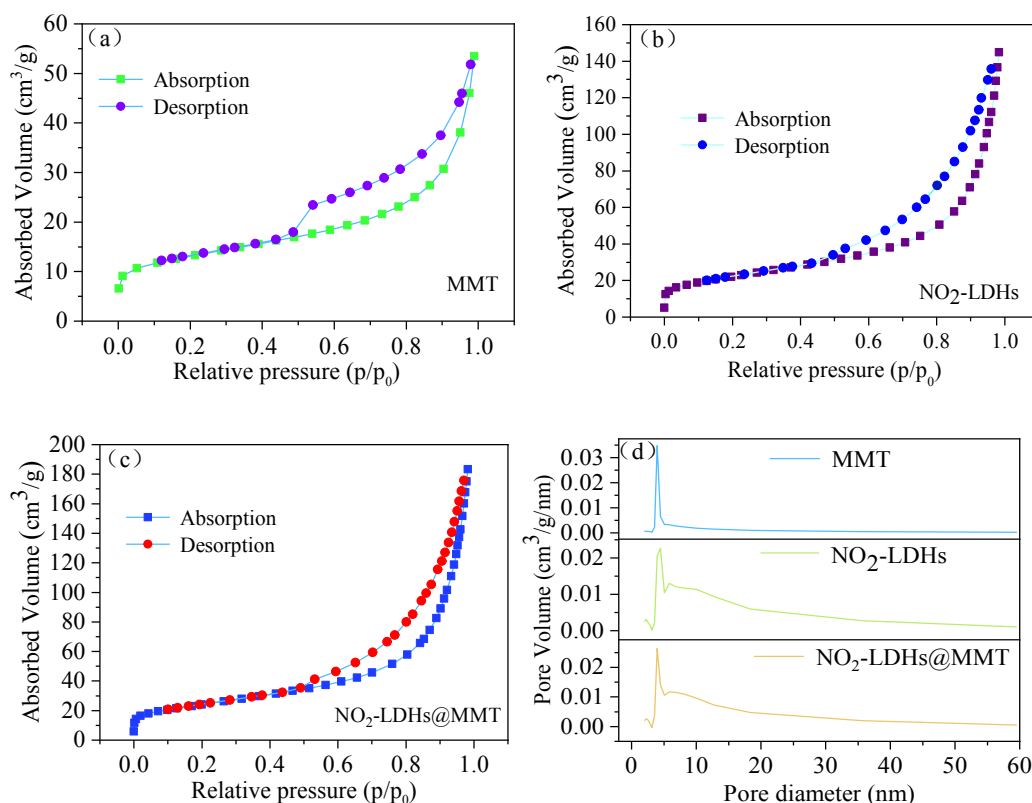 (a)
60
50
40
30
20
10
0
Absorbed Volume (cm³/g)
Absorption
Desorption
MMT
0.0 0.2 0.4 0.6 0.8 1.0
Relative pressure (p/p₀)
(b)
160
140
120
100
80
60
40
20
0
Absorbed Volume (cm³/g)
Absorption
Desorption
NO₂-LDHs
0.0 0.2 0.4 0.6 0.8 1.0
Relative pressure (p/p₀)
(c)
200
180
160
140
120
100
80
60
40
20
0
Absorbed Volume (cm³/g)
Absorption
Desorption
NO₂-LDHs@MMT
0.0 0.2 0.4 0.6 0.8 1.0
Relative pressure (p/p₀)
(d)
0.03
0.02
0.01
0.00
MMT
0.02
0.01
0.00
NO₂-LDHs
0.02
0.01
0.00
NO₂-LDHs@MMT
Pore Volume (cm³/g/nm)
0 10 20 30 40 50 60
Pore diameter (nm)